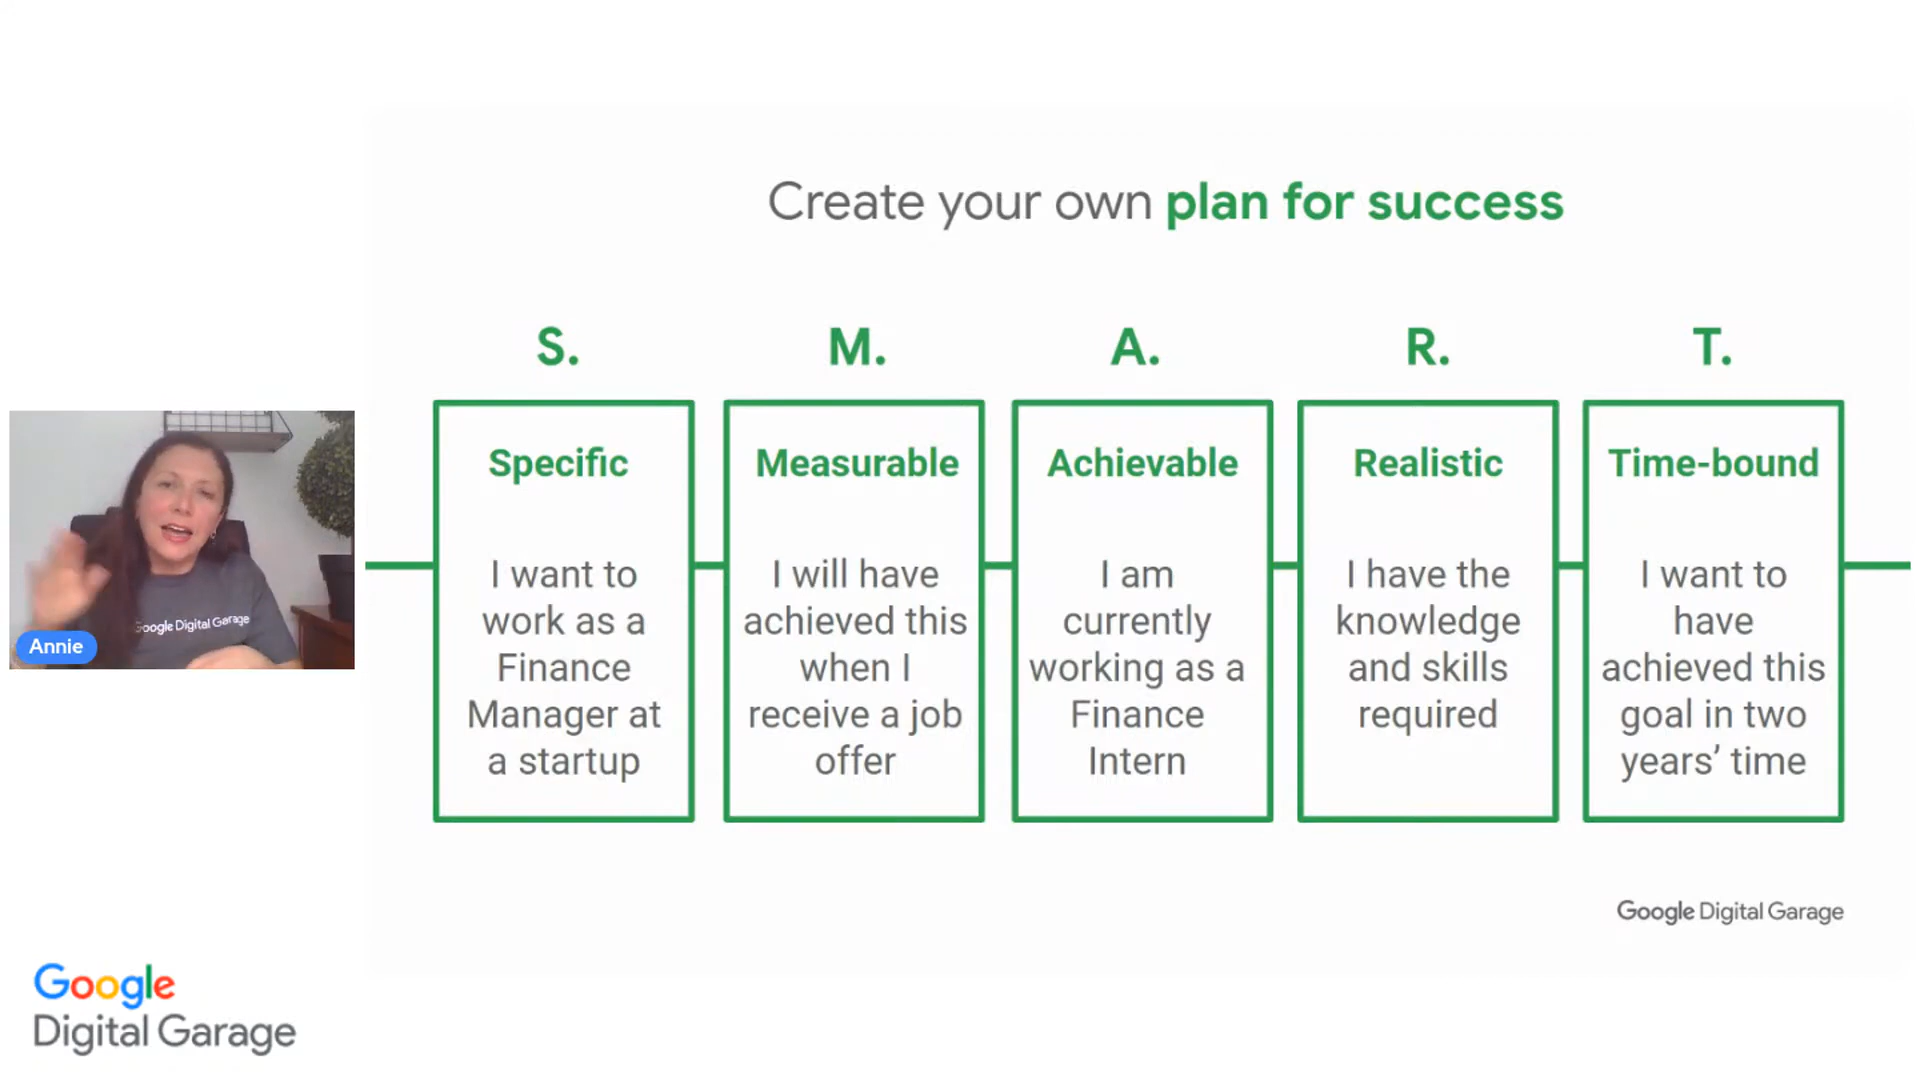 Create your own plan for success
S.
M.
A.
R.
T.
Specific
I want to
work as a
Finance
Manager at
a startup
Measurable
I will have
achieved this
when I
receive a job
offer
Achievable
I am
currently
working as a
Finance
Intern
Realistic
I have the
knowledge
and skills
required
Time-bound
I want to
have
achieved this
goal in two
years’ time
Google Digital Garage
Annie
Google Digital Garage
Google
Digital Garage